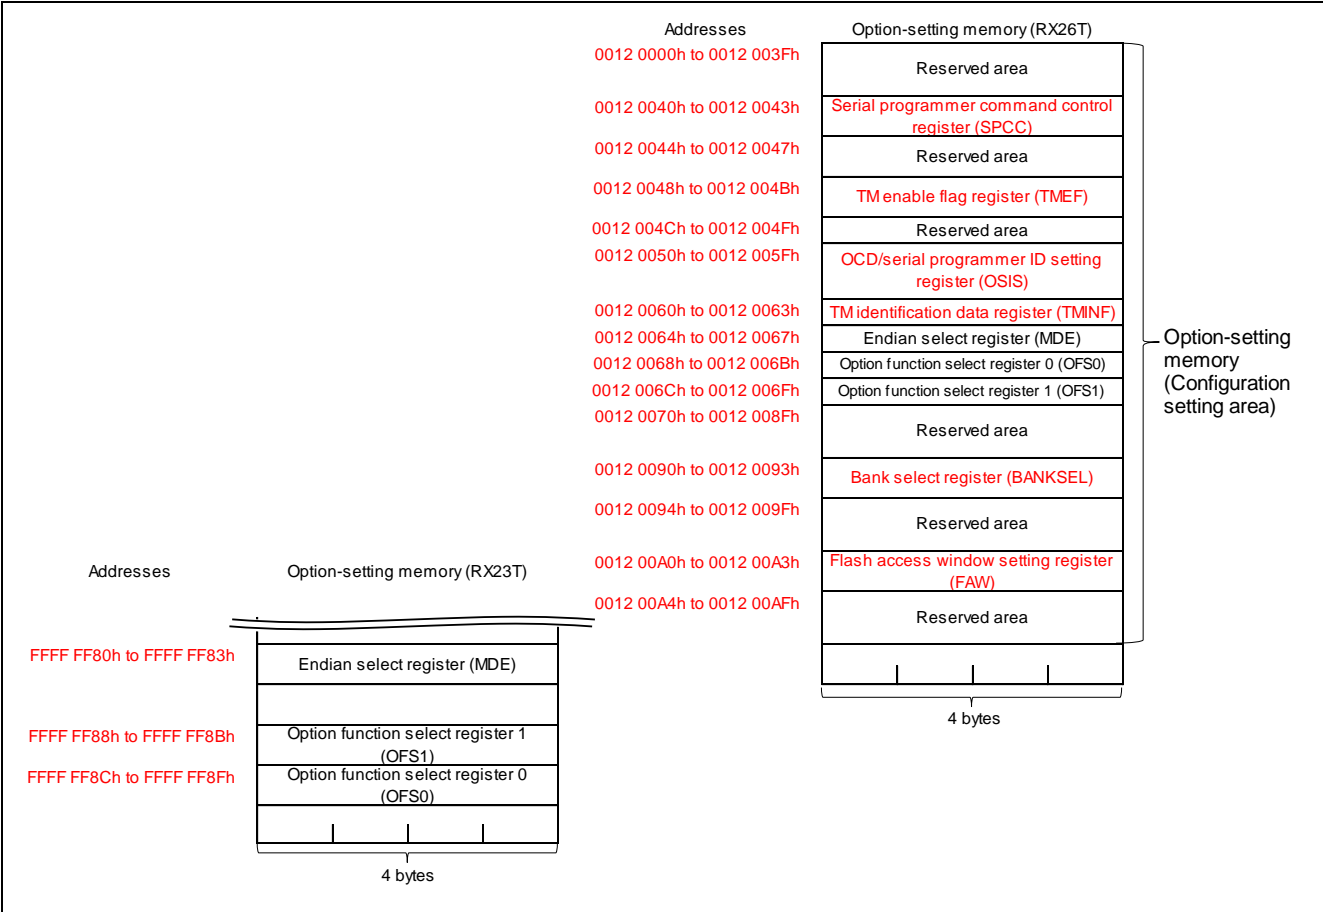 Addresses
Option-setting memory (RX26T)
0012 0000h to 0012 003Fh
Reserved area
0012 0040h to 0012 0043h
Serial programmer command control
register (SPCC)
0012 0044h to 0012 0047h
Reserved area
0012 0048h to 0012 004Bh
TM enable flag register (TMEF)
0012 004Ch to 0012 004Fh
Reserved area
0012 0050h to 0012 005Fh
OCD/serial programmer ID setting
register (OSIS)
0012 0060h to 0012 0063h
TM identification data register (TMINF)
0012 0064h to 0012 0067h
Endian select register (MDE)
0012 0068h to 0012 006Bh
Option function select register 0 (OFS0)
0012 006Ch to 0012 006Fh
Option function select register 1 (OFS1)
0012 0070h to 0012 008Fh
Reserved area
0012 0090h to 0012 0093h
Bank select register (BANKSEL)
0012 0094h to 0012 009Fh
Reserved area
0012 00A0h to 0012 00A3h
Flash access window setting register
(FAW)
0012 00A4h to 0012 00AFh
Reserved area
Option-setting
memory
(Configuration
setting area)
4 bytes
Addresses
Option-setting memory (RX23T)
FFFF FF80h to FFFF FF83h
Endian select register (MDE)
FFFF FF88h to FFFF FF8Bh
Option function select register 1
(OFS1)
FFFF FF8Ch to FFFF FF8Fh
Option function select register 0
(OFS0)
4 bytes